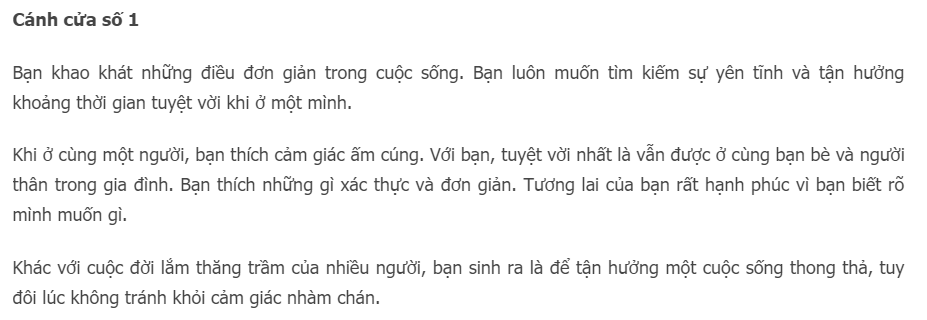 Cánh cửa số 1
Bạn khao khát những điều đơn giản trong cuộc sống. Bạn luôn muốn tìm kiếm sự yên tĩnh và tận hưởng
khoảng thời gian tuyệt vời khi ở một mình.
Khi ở cùng một người, bạn thích cảm giác ấm cúng. Với bạn, tuyệt vời nhất là vẫn được ở cùng bạn bè và người
thân trong gia đình. Bạn thích những gì xác thực và đơn giản. Tương lai của bạn rất hạnh phúc vì bạn biết rõ
mình muốn gì.
Khác với cuộc đời lắm thăng trầm của nhiều người, bạn sinh ra là để tận hưởng một cuộc sống thong thả, tuy
đôi lúc không tránh khỏi cảm giác nhàm chán.